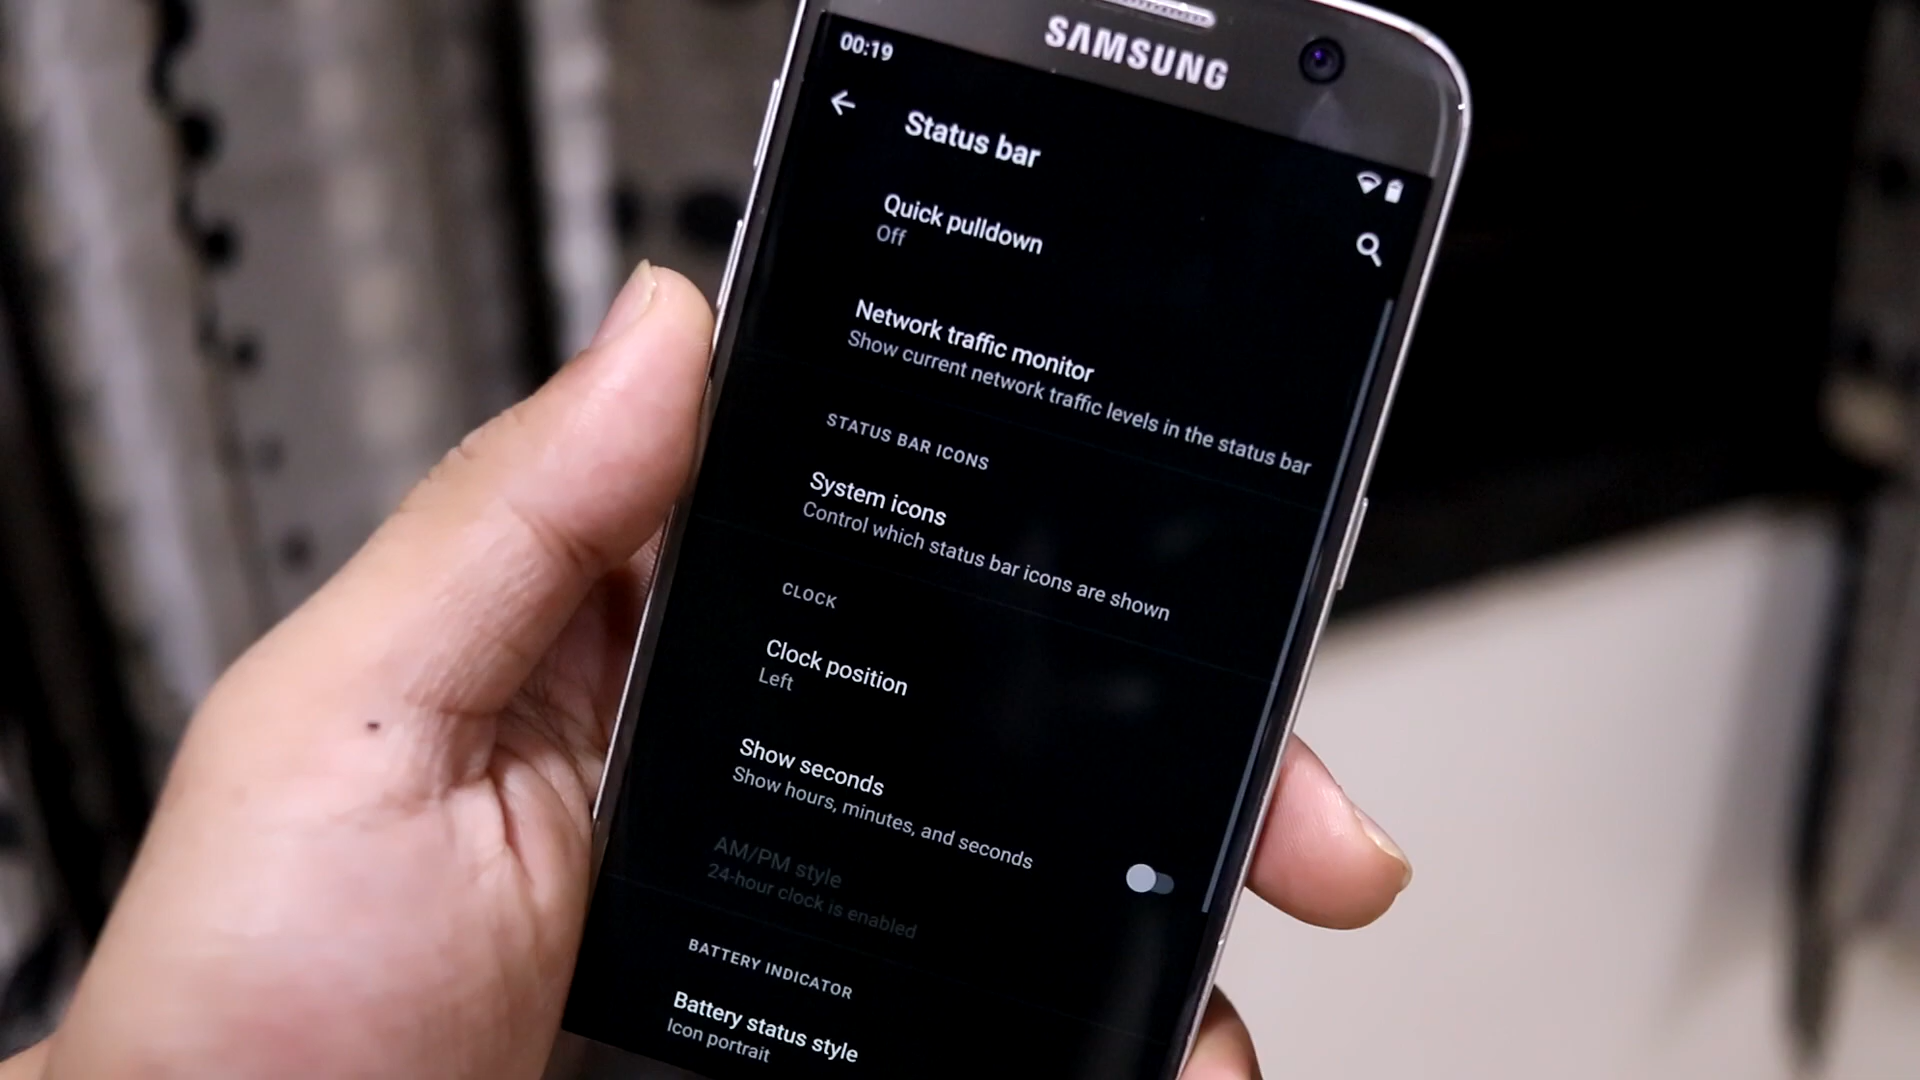 SAMSUNG
00:19
Status bar
Quick pulldown
Off
Network traffic monitor
Show current network traffic levels in the status bar
STATUS BAR ICONS
System icons
Control which status bar icons are shown
CLOCK
Clock position
Left
Show seconds
Show hours, minutes, and seconds
AM/PM style
24-hour clock is enabled
BATTERY INDICATOR
Battery status style
Icon portrait